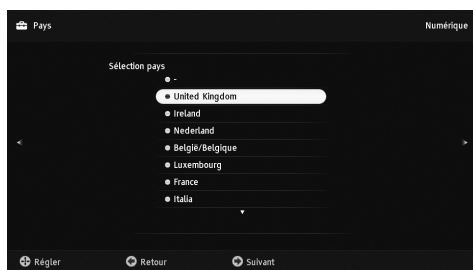 Pays
Numérique
Sélection pays
-
United Kingdom
Ireland
Nederland
België/Belgique
Luxembourg
France
Italia
Régler
Retour
Suivant